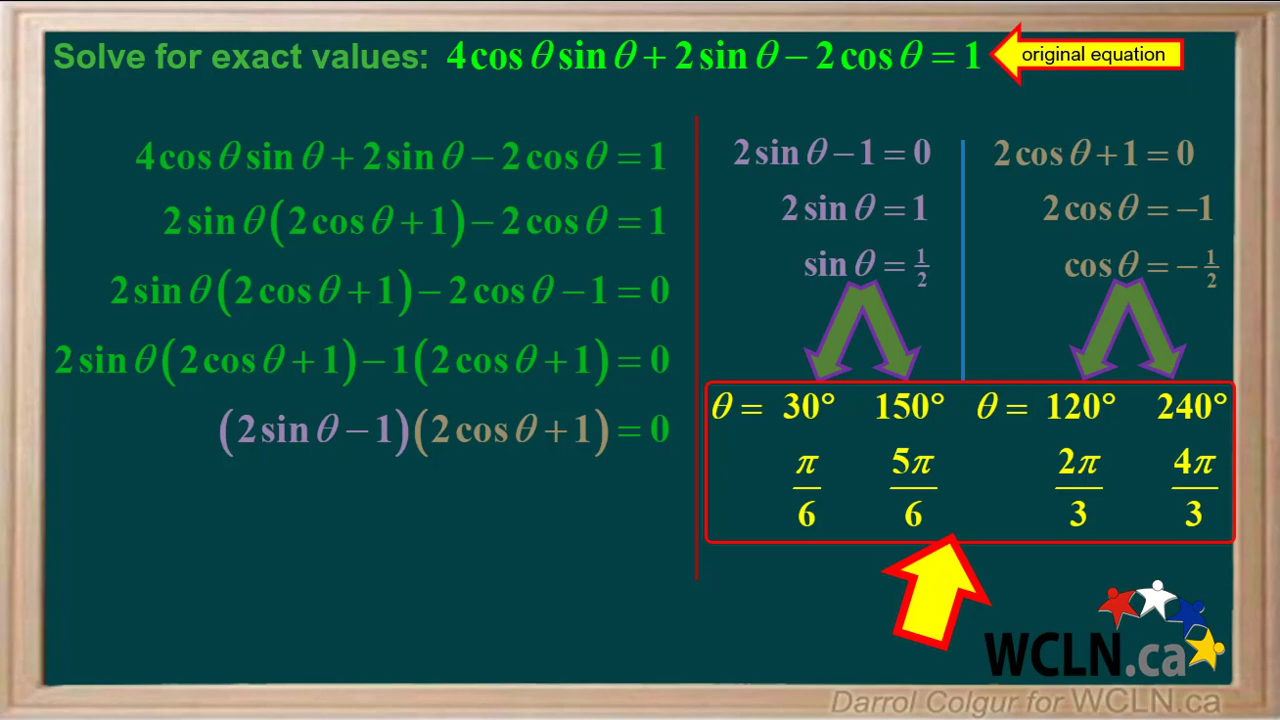 Solve for exact values: 4cos θ sin θ + 2sin θ − 2cos θ = 1
original equation
4cos θ sin θ + 2sin θ − 2cos θ = 1
2sin θ(2cos θ + 1) − 2cos θ = 1
2sin θ(2cos θ + 1) − 2cos θ − 1 = 0
2sin θ(2cos θ + 1) − 1(2cos θ + 1) = 0
(2sin θ − 1)(2cos θ + 1) = 0
2sin θ − 1 = 0
2sin θ = 1
sin θ = 1/2
2cos θ + 1 = 0
2cos θ = −1
cos θ = − 1/2
θ = 30° 150° θ = 120° 240°
π/6 5π/6 2π/3 4π/3
WCLN.ca
Darrol Colgur for WCLN.ca